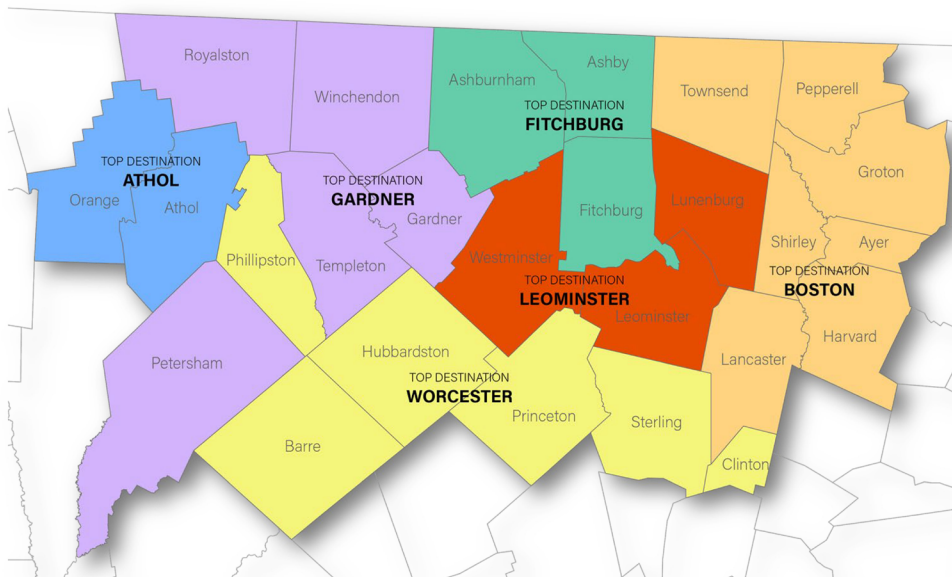 Royalston
Winchendon
Ashburnham
Ashby
Townsend
Pepperell
TOP DESTINATION
FITCHBURG
TOP DESTINATION
ATHOL
Orange
Athol
TOP DESTINATION
GARDNER
Gardner
Fitchburg
Lunenburg
Groton
Phillipston
Templeton
Westminster
TOP DESTINATION
LEOMINSTER
Leominster
Shirley
Ayer
TOP DESTINATION
BOSTON
Harvard
Petersham
Hubbardston
TOP DESTINATION
WORCESTER
Lancaster
Princeton
Sterling
Barre
Clinton